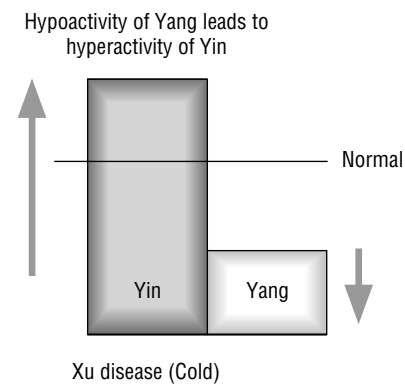 Hypoactivity of Yang leads to
hyperactivity of Yin
Normal
Yin
Yang
Xu disease (Cold)